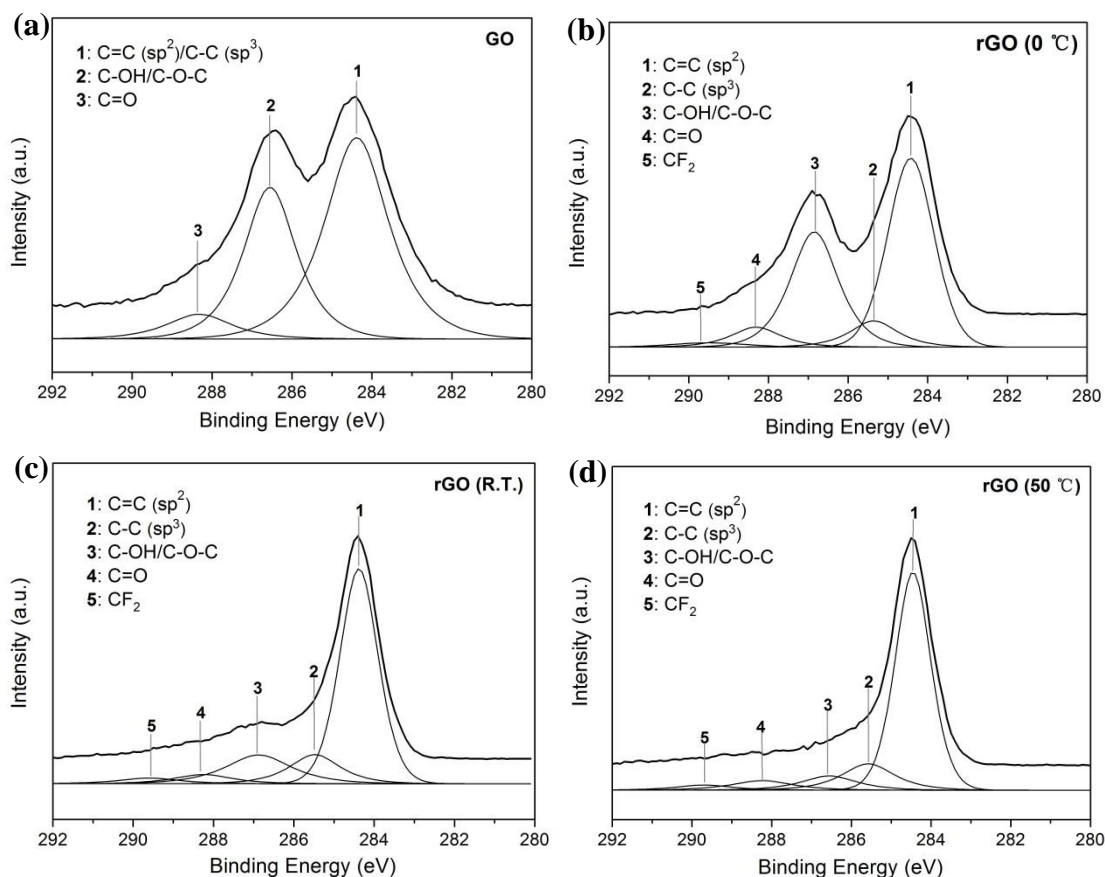 (a)
GO
1: C=C (sp²)/C-C (sp³)
2: C-OH/C-O-C
3: C=O
1
2
3
Intensity (a.u.)
292 290 288 286 284 282 280
Binding Energy (eV)
(b)
rGO (0 ℃)
1: C=C (sp²)
2: C-C (sp³)
3: C-OH/C-O-C
4: C=O
5: CF₂
1
3
2
4
5
Intensity (a.u.)
292 290 288 286 284 282 280
Binding Energy (eV)
(c)
rGO (R.T.)
1: C=C (sp²)
2: C-C (sp³)
3: C-OH/C-O-C
4: C=O
5: CF₂
1
2
3
4
5
Intensity (a.u.)
292 290 288 286 284 282 280
Binding Energy (eV)
(d)
rGO (50 ℃)
1: C=C (sp²)
2: C-C (sp³)
3: C-OH/C-O-C
4: C=O
5: CF₂
1
2
3
4
5
Intensity (a.u.)
292 290 288 286 284 282 280
Binding Energy (eV)